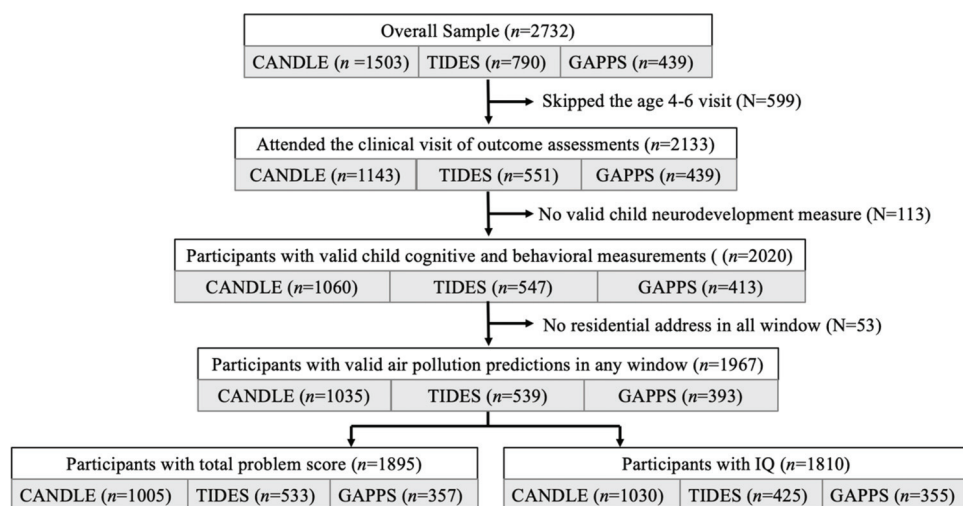 Overall Sample (n=2732)
CANDLE (n =1503) TIDES (n=790) GAPPS (n=439)
Skipped the age 4-6 visit (N=599)
Attended the clinical visit of outcome assessments (n=2133)
CANDLE (n=1143) TIDES (n=551) GAPPS (n=439)
No valid child neurodevelopment measure (N=113)
Participants with valid child cognitive and behavioral measurements ( (n=2020)
CANDLE (n=1060) TIDES (n=547) GAPPS (n=413)
No residential address in all window (N=53)
Participants with valid air pollution predictions in any window (n=1967)
CANDLE (n=1035) TIDES (n=539) GAPPS (n=393)
Participants with total problem score (n=1895)
CANDLE (n=1005) TIDES (n=533) GAPPS (n=357)
Participants with IQ (n=1810)
CANDLE (n=1030) TIDES (n=425) GAPPS (n=355)